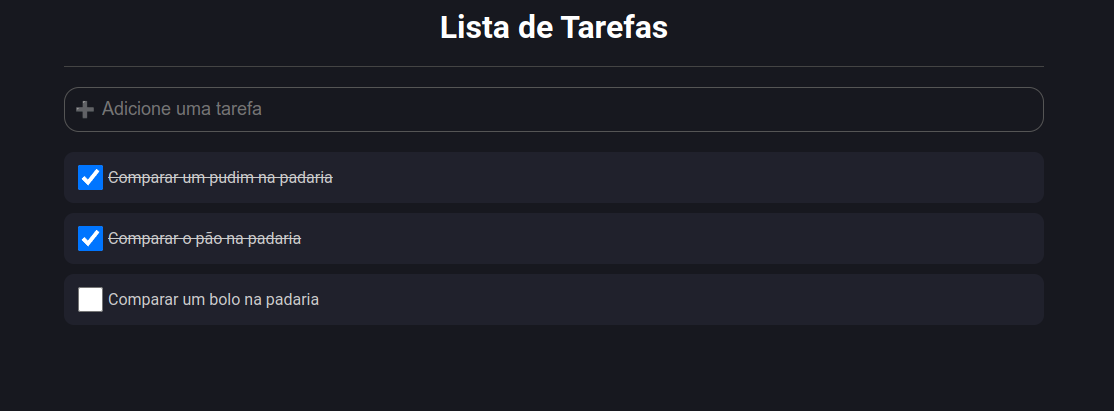 Lista de Tarefas
➕ Adicione uma tarefa
Comparar um pudim na padaria
Comparar o pão na padaria
Comparar um bolo na padaria